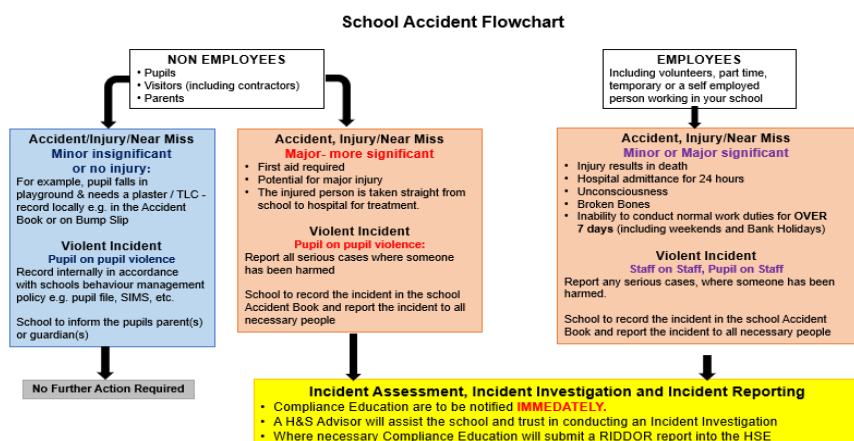 School Accident Flowchart
NON EMPLOYEES
• Pupils
• Visitors (including contractors)
• Parents
EMPLOYEES
Including volunteers, part time,
temporary or a self employed
person working in your school
Accident/Injury/Near Miss
Minor insignificant
or no injury:
For example, pupil falls in
playground & needs a plaster / TLC -
record locally e.g. in the Accident
Book or on Bump Slip
Violent Incident
Pupil on pupil violence
Record internally in accordance
with schools behaviour management
policy e.g. pupil file, SIMS, etc.
School to inform the pupils parent(s)
or guardian(s)
No Further Action Required
Accident, Injury/Near Miss
Major- more significant
• First aid required
• Potential for major injury
• The injured person is taken straight from
school to hospital for treatment.
Violent Incident
Pupil on pupil violence:
Report all serious cases where someone
has been harmed
School to record the incident in the school
Accident Book and report the incident to all
necessary people
Accident, Injury/Near Miss
Minor or Major significant
• Injury results in death
• Hospital admittance for 24 hours
• Unconsciousness
• Broken Bones
• Inability to conduct normal work duties for OVER
7 days (including weekends and Bank Holidays)
Violent Incident
Staff on Staff, Pupil on Staff
Report any serious cases, where someone has been
harmed.
School to record the incident in the school Accident
Book and report the incident to all necessary people
Incident Assessment, Incident Investigation and Incident Reporting
• Compliance Education are to be notified IMMEDATELY.
• A H&S Advisor will assist the school and trust in conducting an Incident Investigation
• Where necessary Compliance Education will submit a RIDDOR report into the HSE